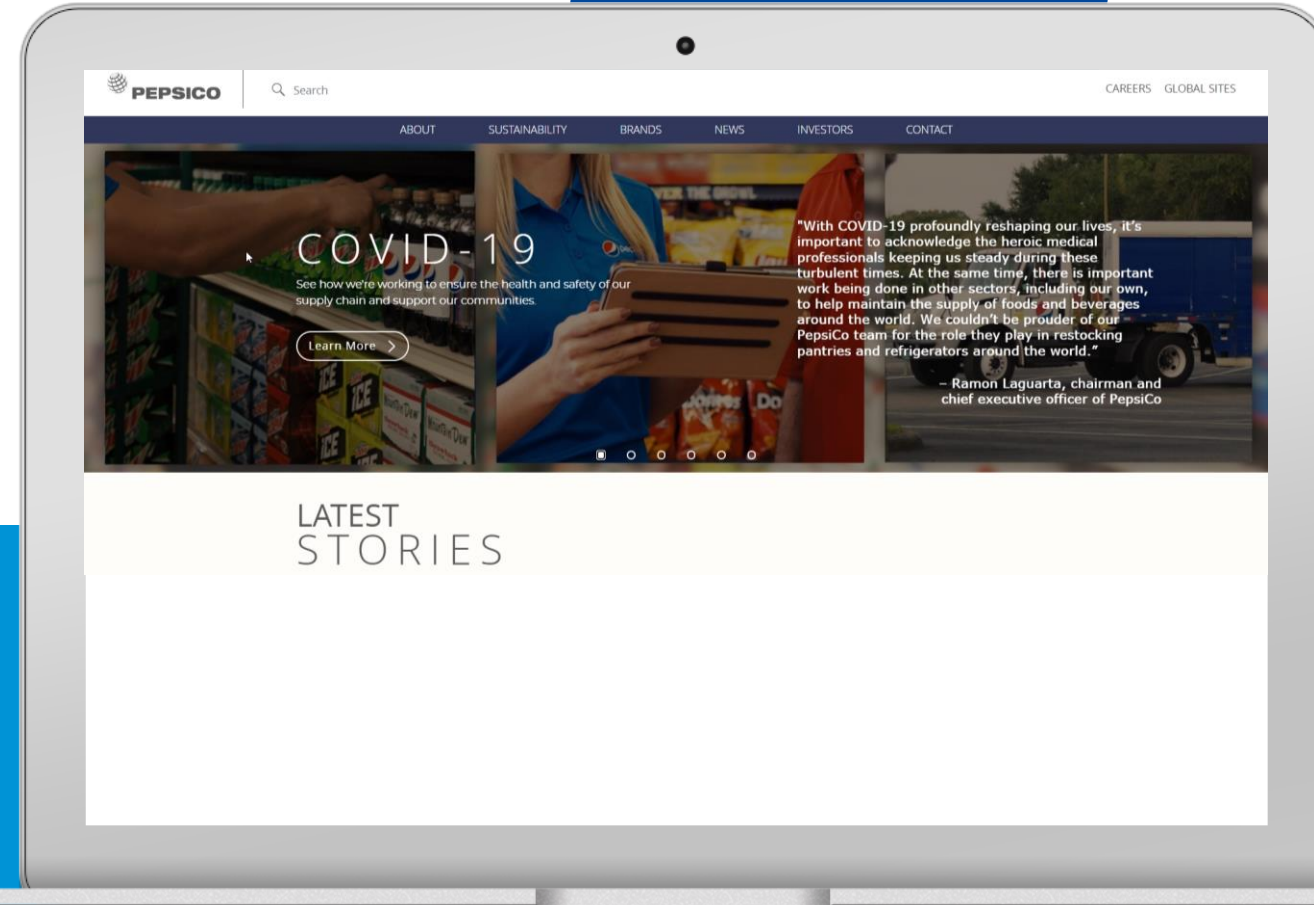 PEPSICO
Search
CAREERS GLOBAL SITES
ABOUT SUSTAINABILITY BRANDS NEWS INVESTORS CONTACT
COVID-19
See how we're working to ensure the health and safety of our
supply chain and support our communities.
Learn More
"With COVID-19 profoundly reshaping our lives, it's
important to acknowledge the heroic medical
professionals keeping us steady during these
turbulent times. At the same time, there is important
work being done in other sectors, including our own,
to help maintain the supply of foods and beverages
around the world. We couldn't be prouder of our
PepsiCo team for the role they play in restocking
pantries and refrigerators around the world."
– Ramon Laguarta, chairman and
chief executive officer of PepsiCo
LATEST
STORIES